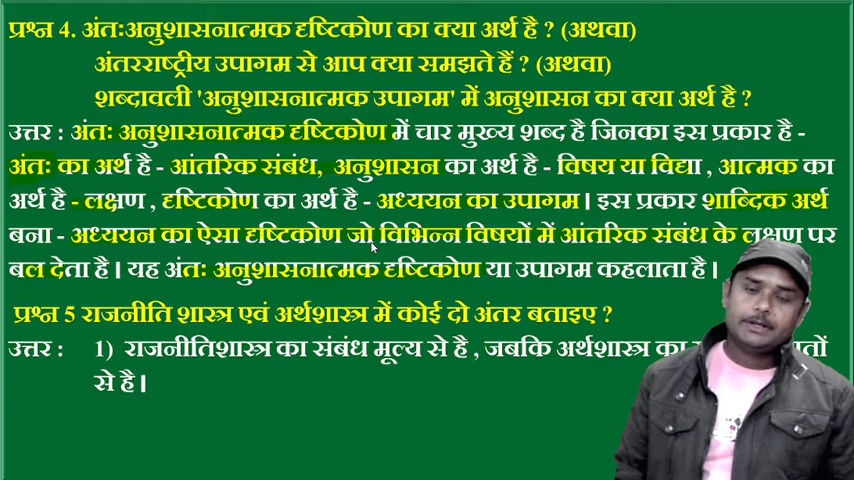 प्रश्न 4. अंतःअनुशासनात्मक दृष्टिकोण का क्या अर्थ है ? (अथवा)
अंतरराष्ट्रीय उपागम से आप क्या समझते हैं ? (अथवा)
शब्दावली 'अनुशासनात्मक उपागम' में अनुशासन का क्या अर्थ है ?
उत्तर : अंतः अनुशासनात्मक दृष्टिकोण में चार मुख्य शब्द है जिनका इस प्रकार है -
अंतः का अर्थ है - आंतरिक संबंध, अनुशासन का अर्थ है - विषय या विद्या , आत्मक का
अर्थ है - लक्षण , दृष्टिकोण का अर्थ है - अध्ययन का उपागम । इस प्रकार शाब्दिक अर्थ
बना - अध्ययन का ऐसा दृष्टिकोण जो विभिन्न विषयों में आंतरिक संबंध के लक्षण पर
बल देता है । यह अंतः अनुशासनात्मक दृष्टिकोण या उपागम कहलाता है ।
प्रश्न 5 राजनीति शास्त्र एवं अर्थशास्त्र में कोई दो अंतर बताइए ?
उत्तर : 1) राजनीतिशास्त्र का संबंध मूल्य से है , जबकि अर्थशास्त्र का
से है ।